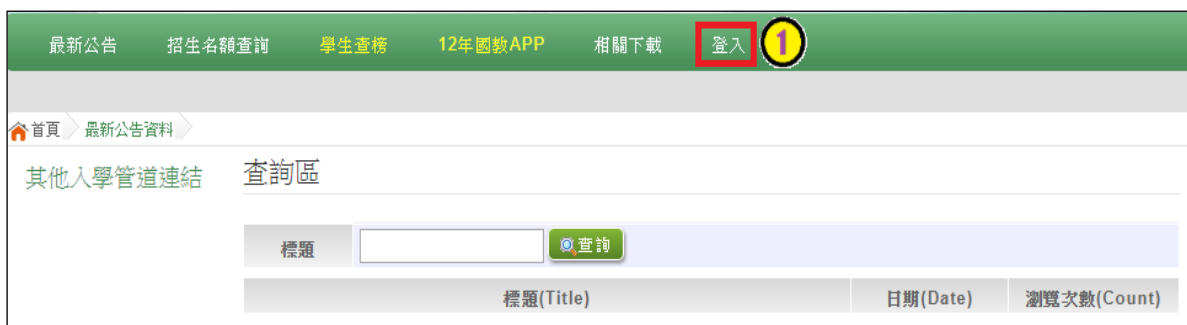 最新公告 招生名額查詢 學生查榜 12年國教APP 相關下載 登入 1
首頁 最新公告資料
其他入學管道連結 查詢區
標題 查詢
標題(Title) 日期(Date) 瀏覽次數(Count)